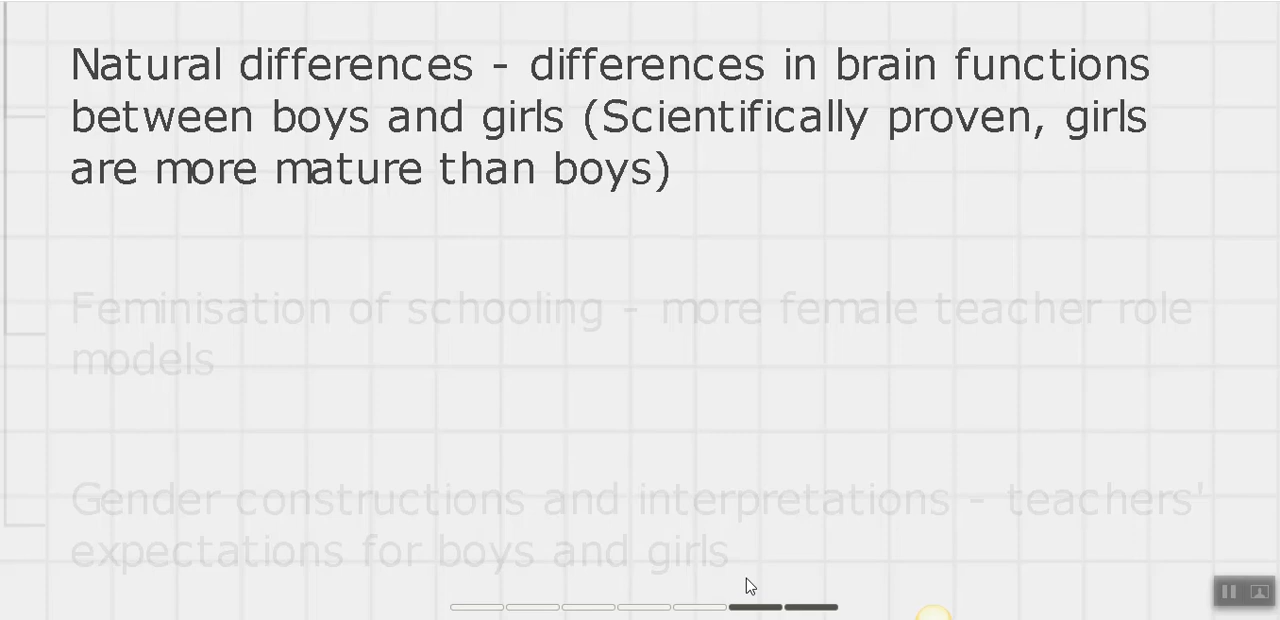 Natural differences - differences in brain functions
between boys and girls (Scientifically proven, girls
are more mature than boys)
Feminisation of schooling - more female teacher role
models
Gender constructions and interpretations - teachers'
expectations for boys and girls